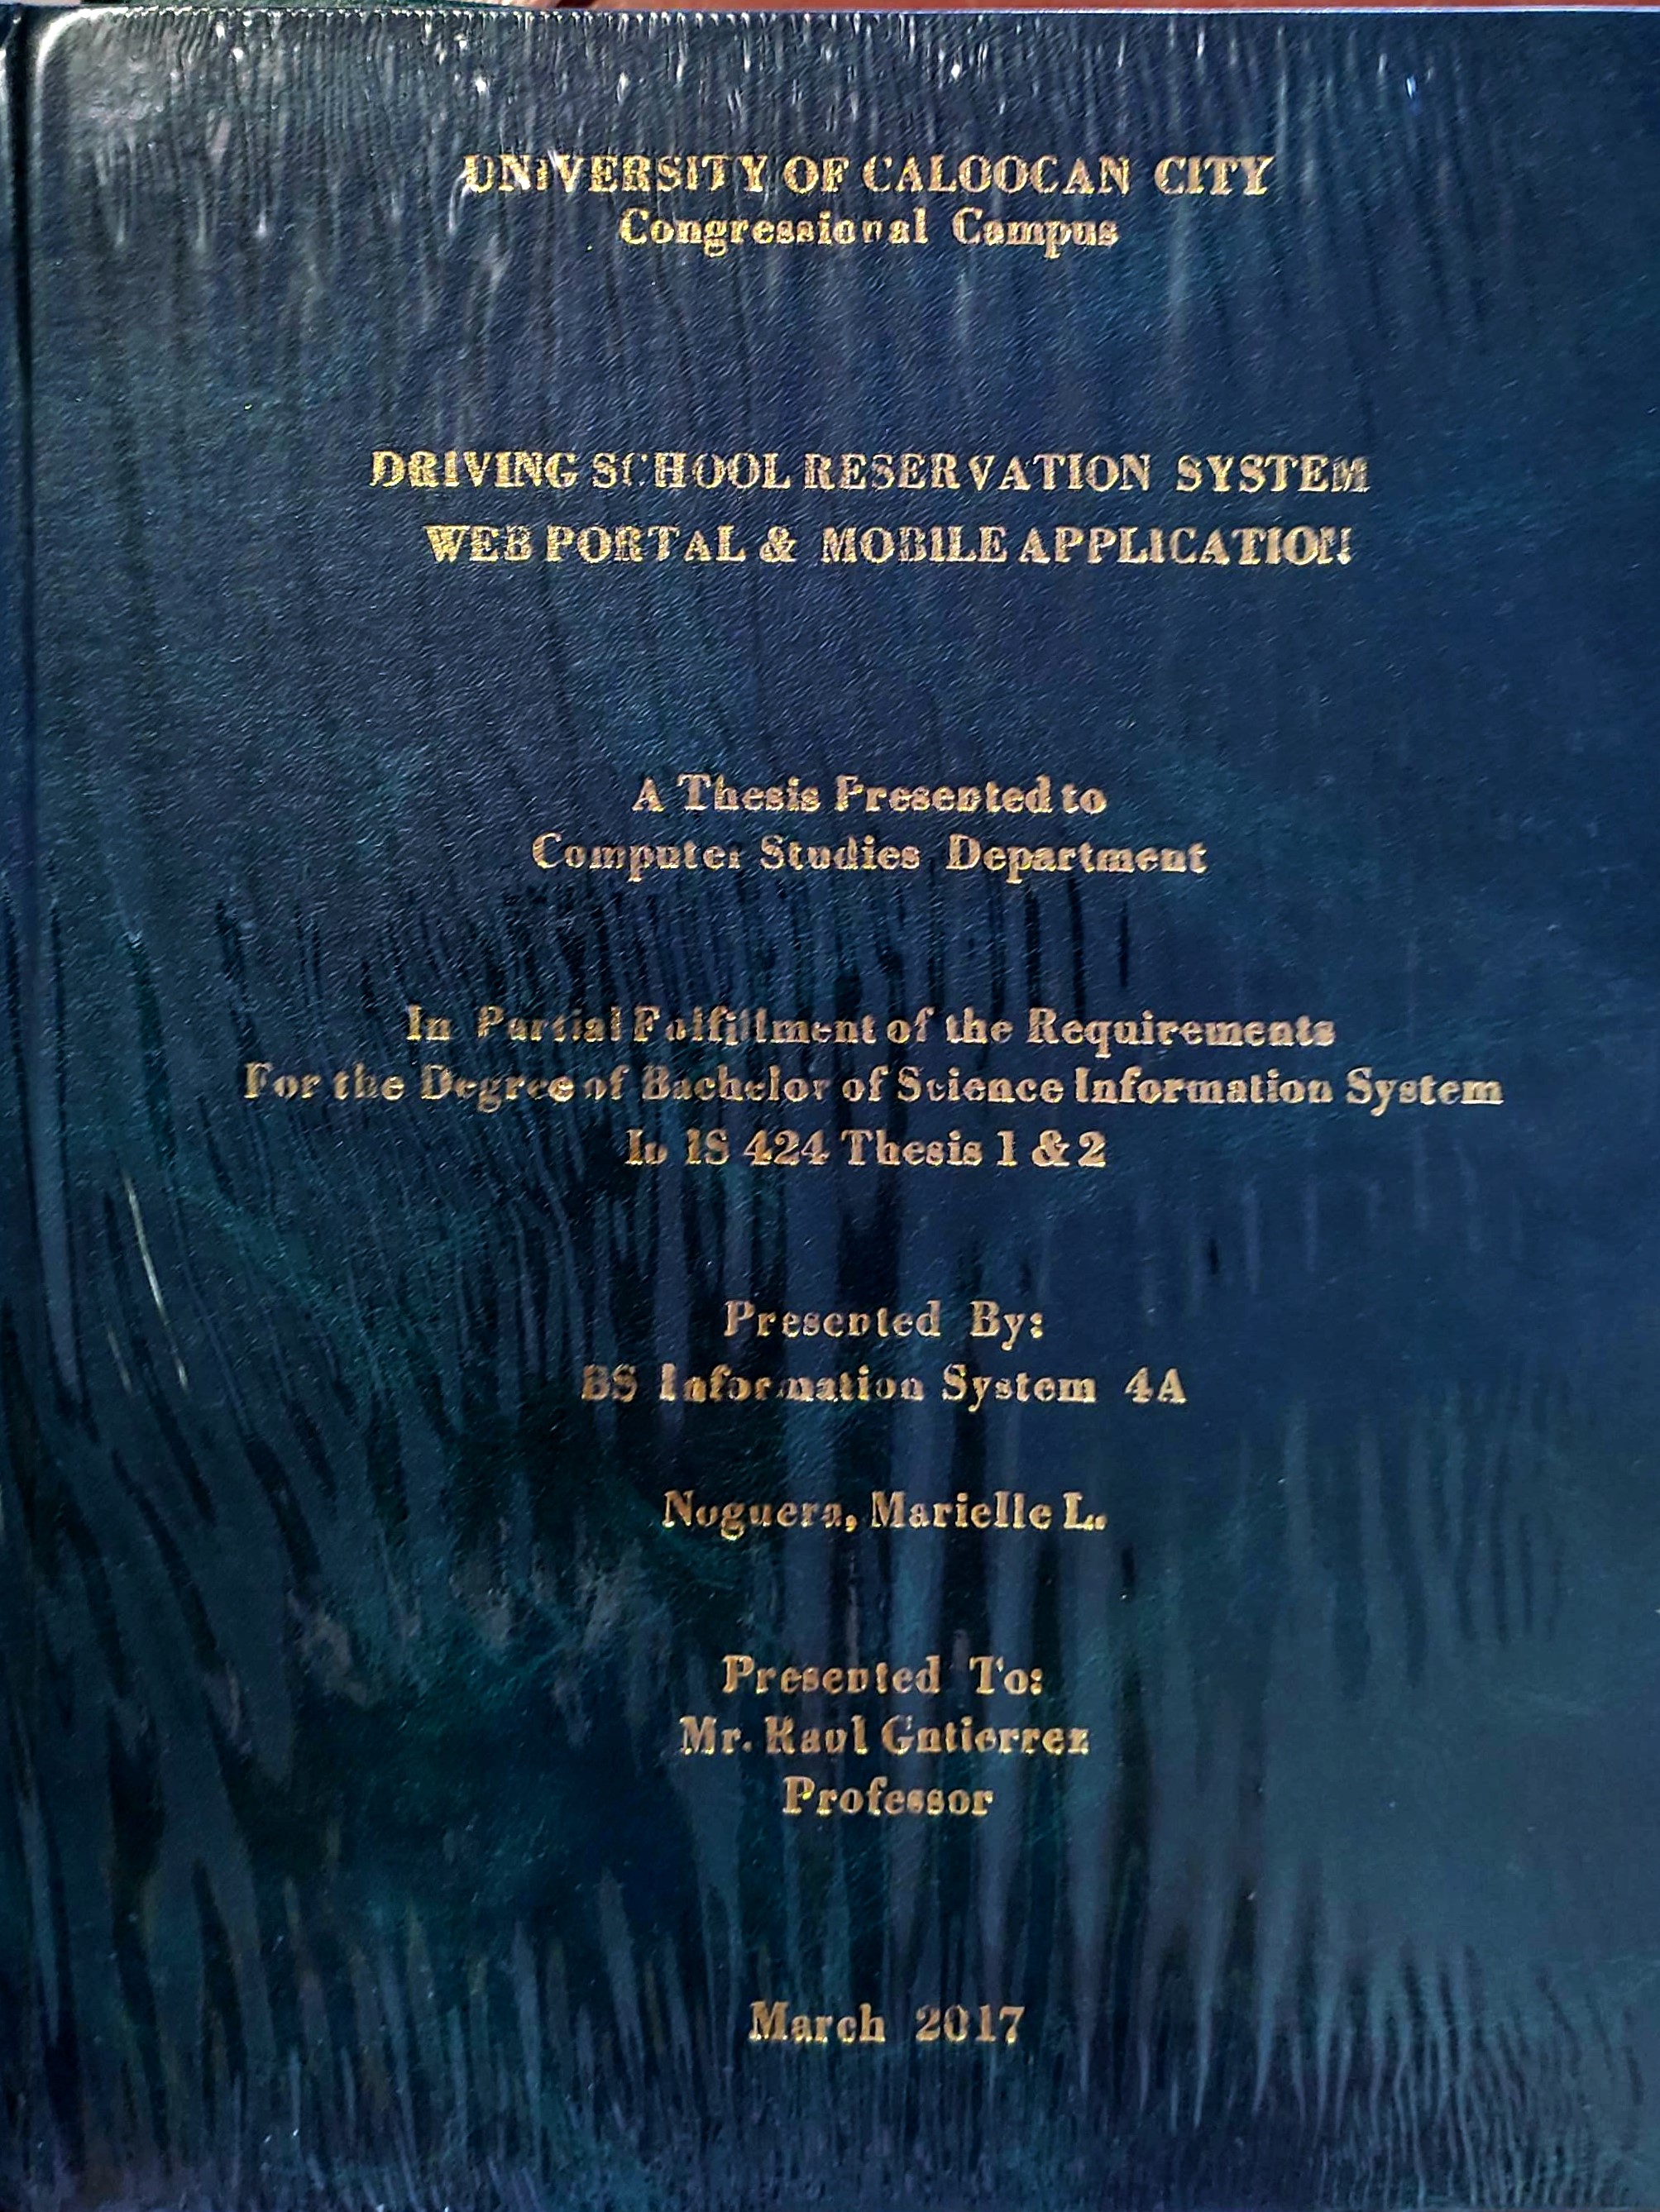 UNIVERSITY OF CALOOCAN CITY
Congressional Campus
DRIVING SCHOOL RESERVATION SYSTEM
WEB PORTAL & MOBILE APPLICATION
A Thesis Presented to
Computer Studies Department
In Partial Fulfillment of the Requirements
For the Degree of Bachelor of Science Information System
In IS 424 Thesis 1 & 2
Presented By:
BS Information System 4A
Noguera, Marielle L.
Presented To:
Mr. Raul Gutierrez
Professor
March 2017